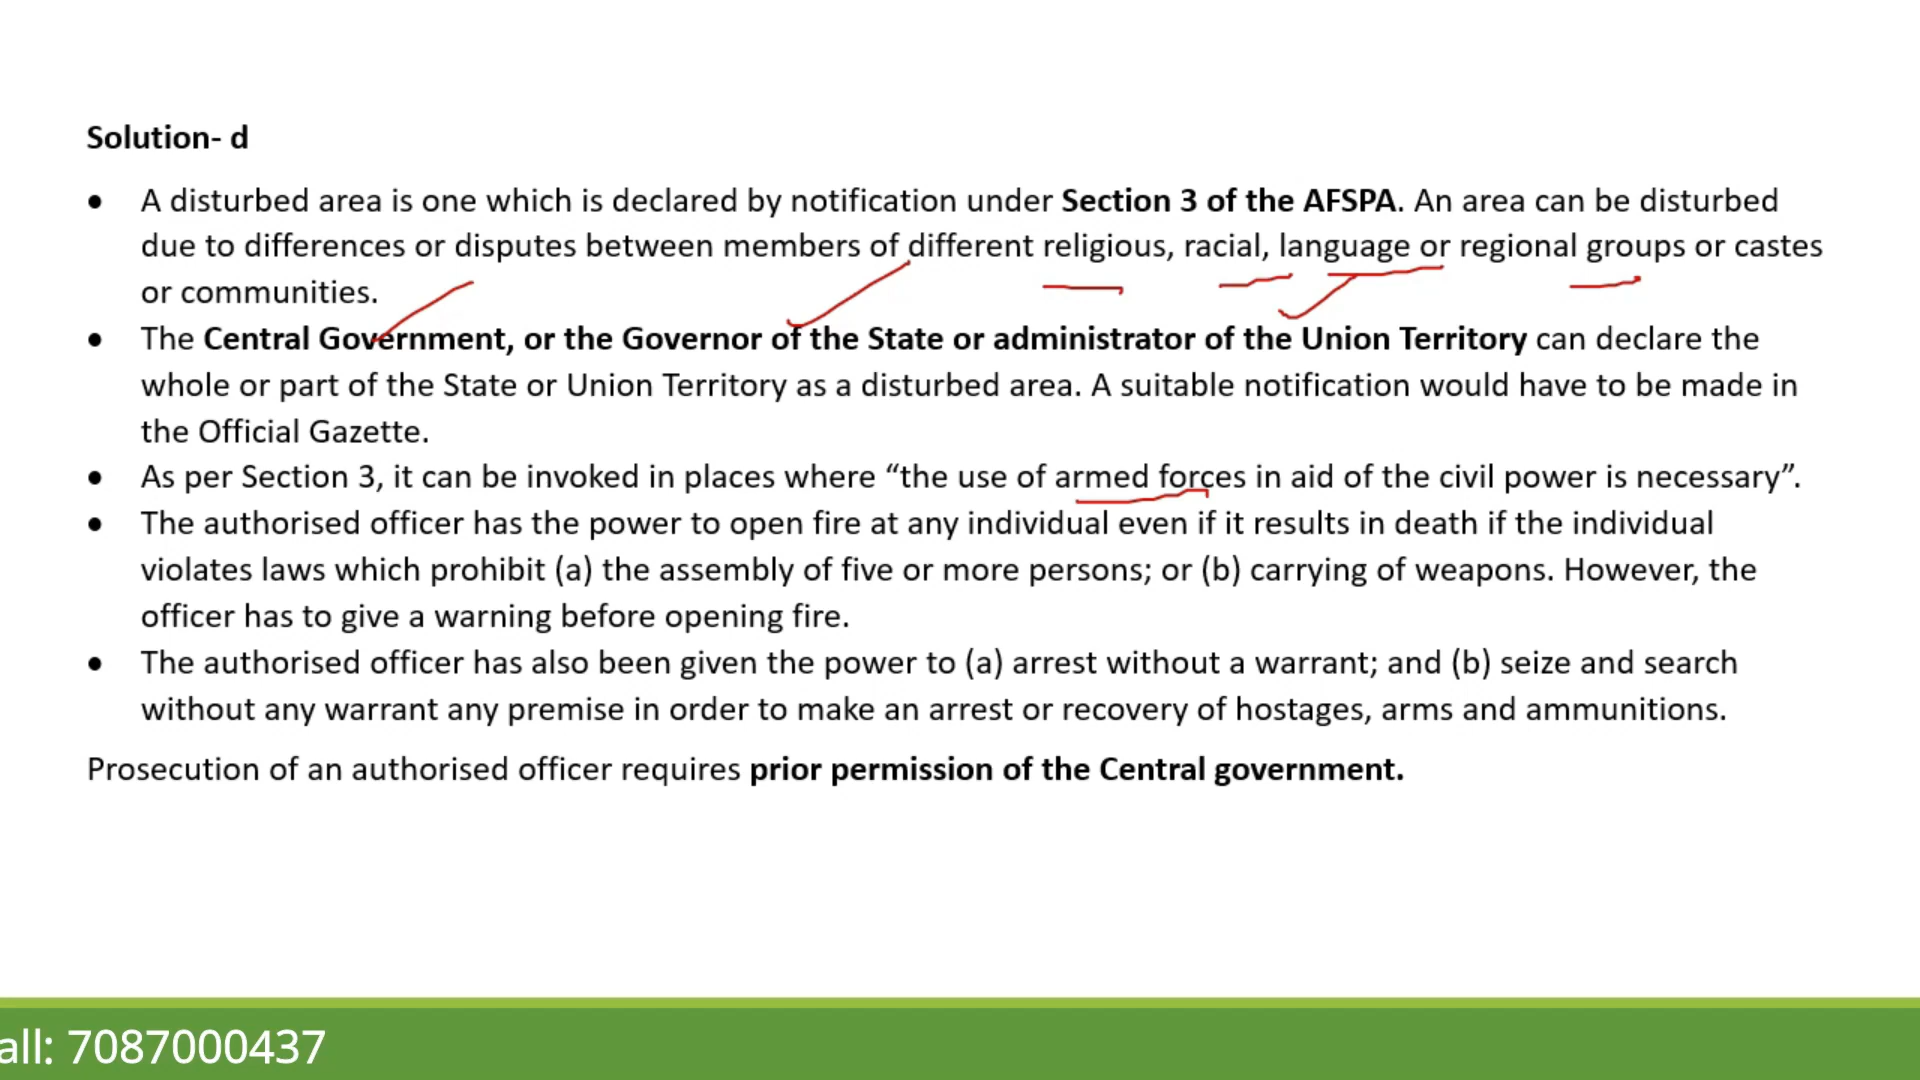 Solution- d
• A disturbed area is one which is declared by notification under Section 3 of the AFSPA. An area can be disturbed
due to differences or disputes between members of different religious, racial, language or regional groups or castes
or communities.
• The Central Government, or the Governor of the State or administrator of the Union Territory can declare the
whole or part of the State or Union Territory as a disturbed area. A suitable notification would have to be made in
the Official Gazette.
• As per Section 3, it can be invoked in places where “the use of armed forces in aid of the civil power is necessary”.
• The authorised officer has the power to open fire at any individual even if it results in death if the individual
violates laws which prohibit (a) the assembly of five or more persons; or (b) carrying of weapons. However, the
officer has to give a warning before opening fire.
• The authorised officer has also been given the power to (a) arrest without a warrant; and (b) seize and search
without any warrant any premise in order to make an arrest or recovery of hostages, arms and ammunitions.
Prosecution of an authorised officer requires prior permission of the Central government.
all: 7087000437